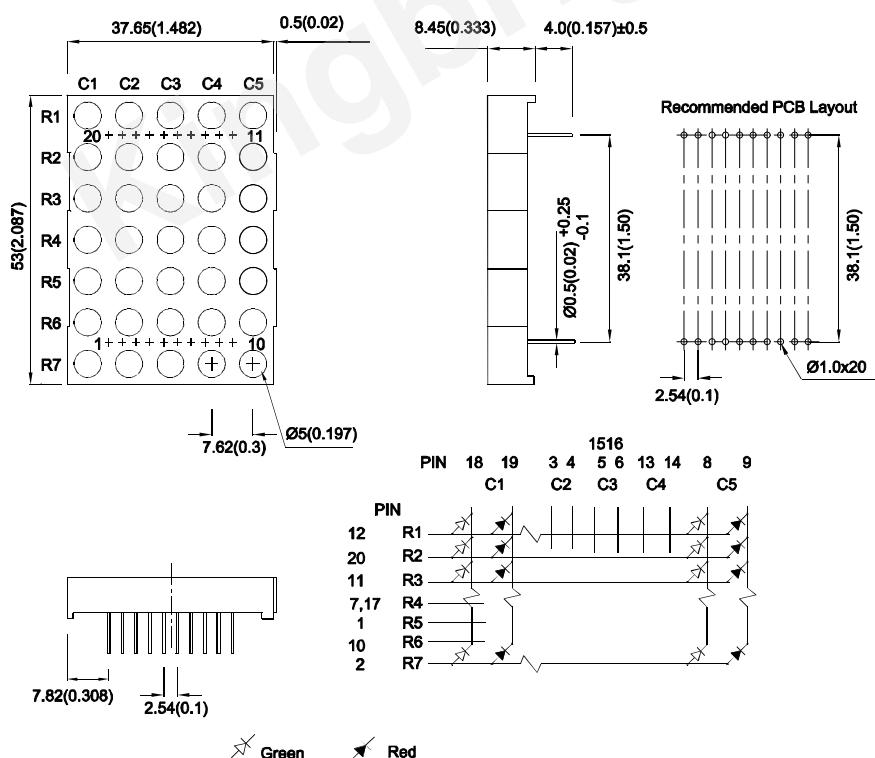 37.65(1.482)
0.5(0.02)
8.45(0.333)
4.0(0.157)±0.5
C1 C2 C3 C4 C5
R1
20
11
R2
R3
R4
R5
R6
1
10
R7
53(2.087)
7.62(0.3)
Ø5(0.197)
Ø0.5(0.02) +0.25
-0.1
38.1(1.50)
Recommended PCB Layout
38.1(1.50)
Ø1.0x20
2.54(0.1)
1516
PIN 18 19 3 4 5 6 13 14 8 9
C1 C2 C3 C4 C5
PIN
12 R1
20 R2
11 R3
7,17 R4
1 R5
10 R6
2 R7
7.82(0.308)
2.54(0.1)
Green
Red
Kingbright